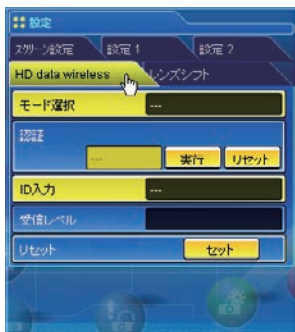 設定
スクリーン設定 設定 1 設定 2
HD data wireless レンズシフト
モード選択 ---
認証
--- 実行 リセット
ID入力 ---
受信レベル
リセット セット